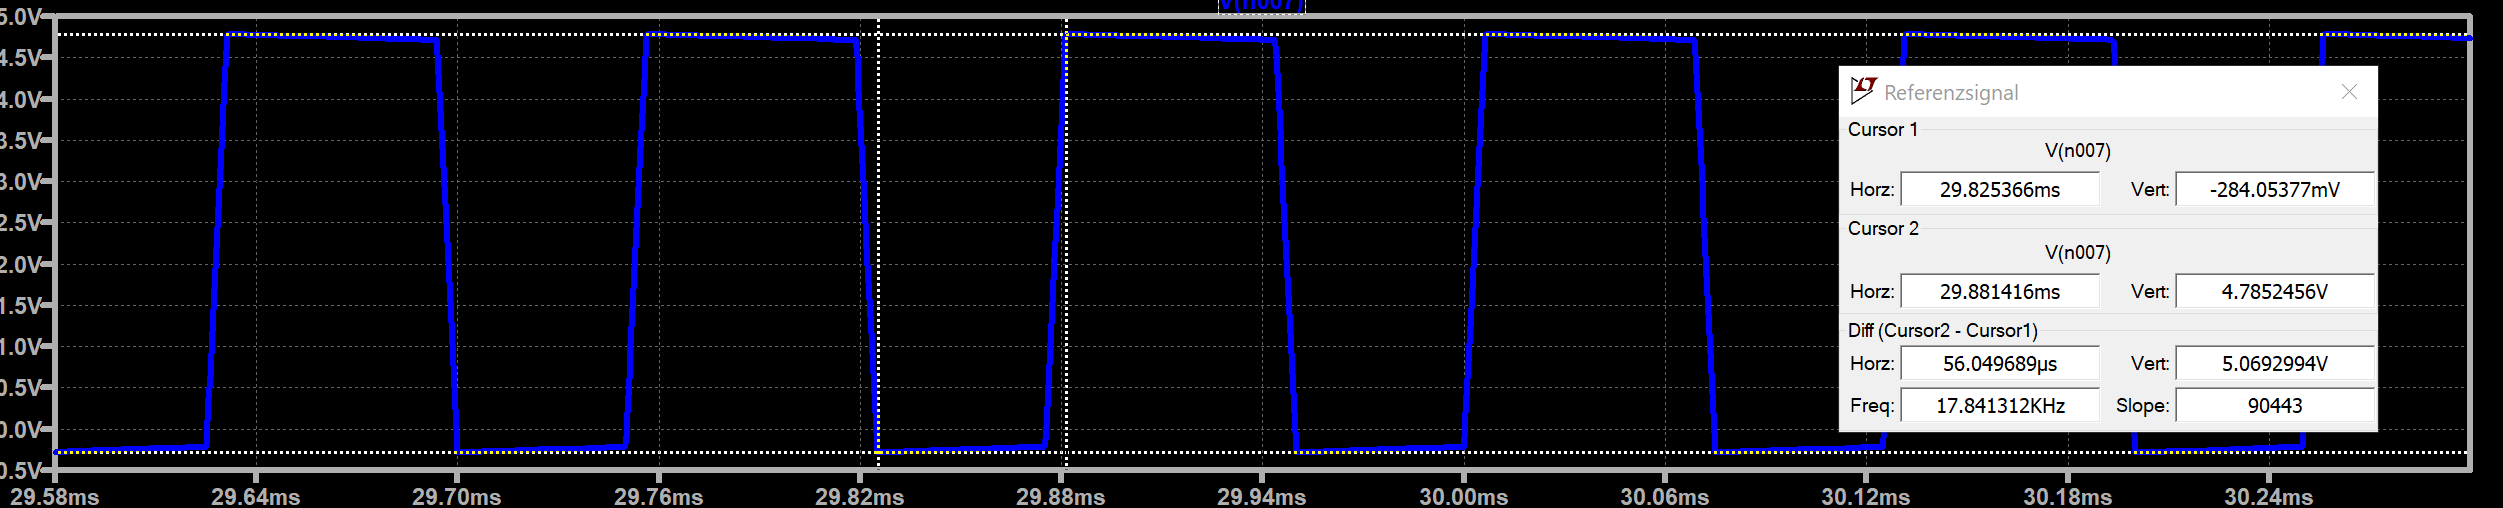 V(n007)
5.0V
4.5V
4.0V
3.5V
3.0V
2.5V
2.0V
1.5V
1.0V
0.5V
0.0V
0.5V
29.58ms 29.64ms 29.70ms 29.76ms 29.82ms 29.88ms 29.94ms 30.00ms 30.06ms 30.12ms 30.18ms 30.24ms
Referenzsignal
Cursor 1
V(n007)
Horz: 29.825366ms Vert: -284.05377mV
Cursor 2
V(n007)
Horz: 29.881416ms Vert: 4.7852456V
Diff (Cursor2 - Cursor1)
Horz: 56.049689µs Vert: 5.0692994V
Freq: 17.841312KHz Slope: 90443